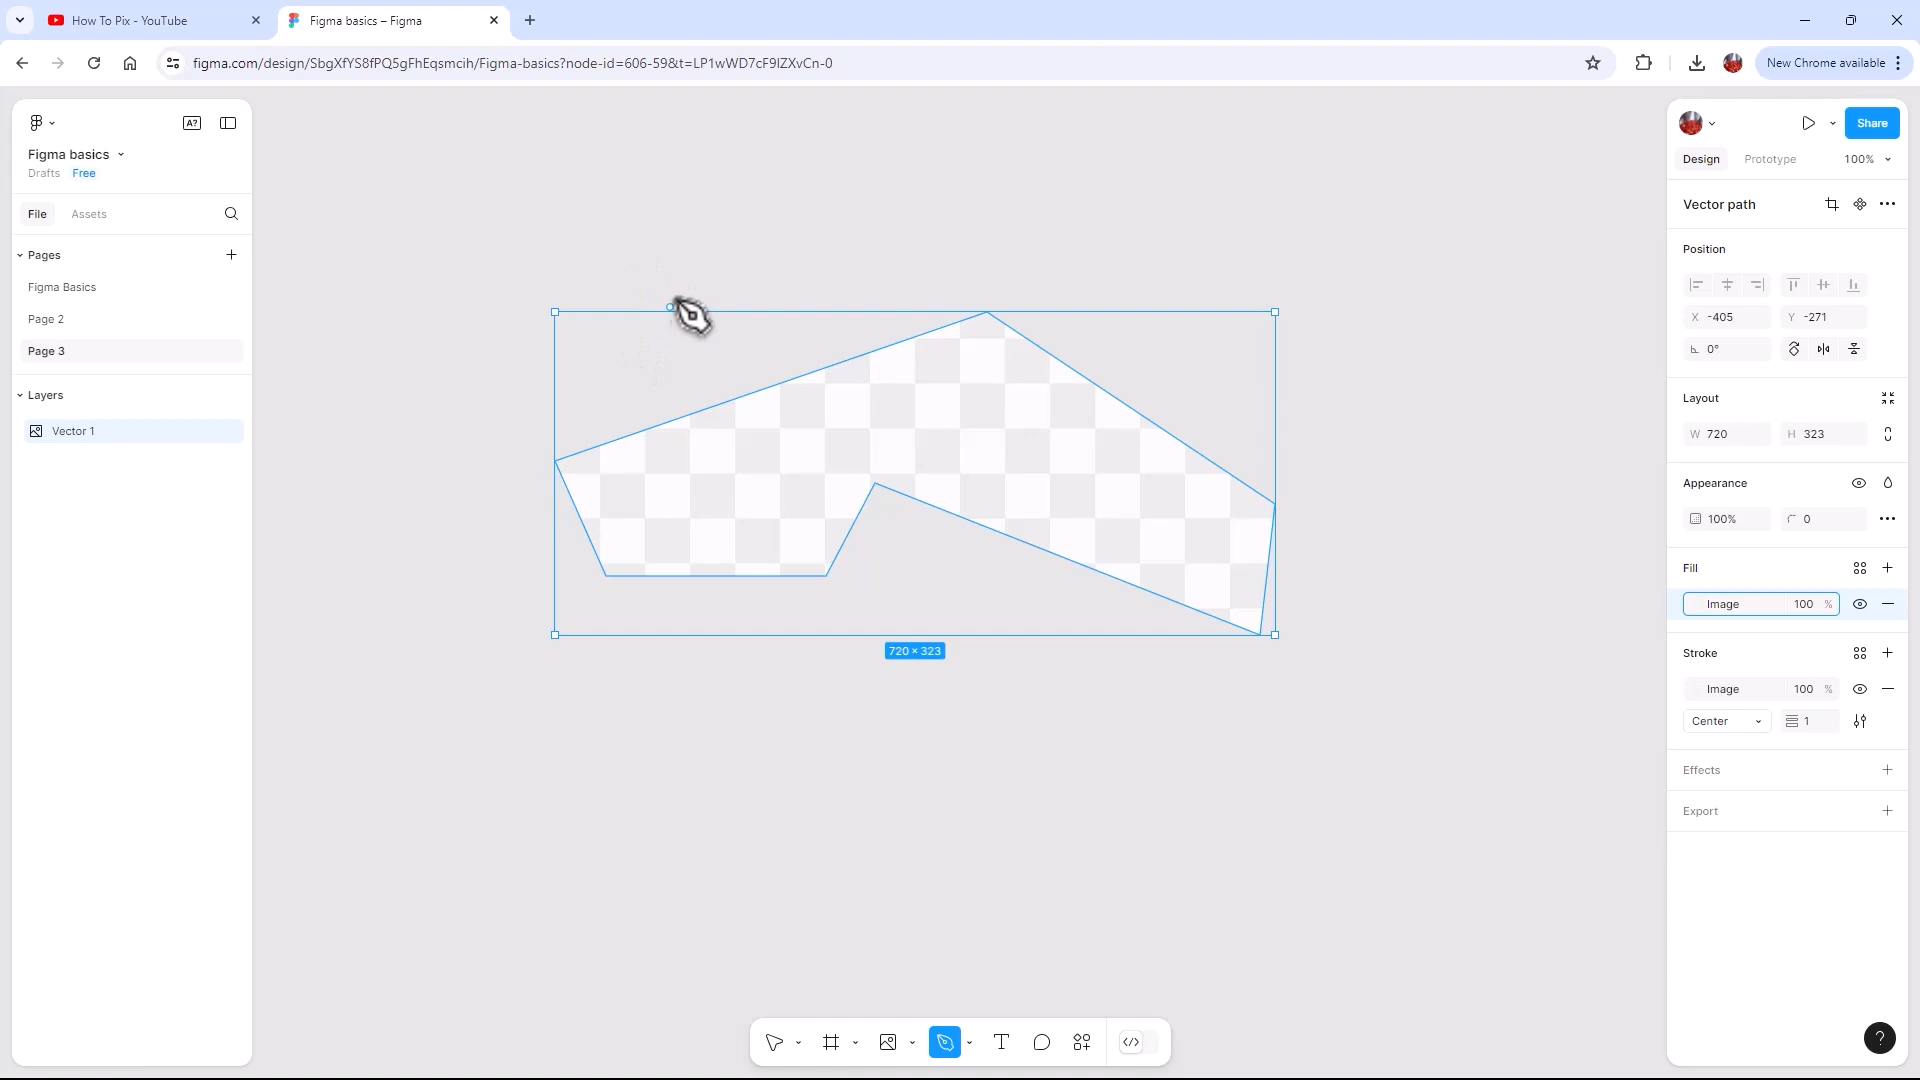 How To Pix - YouTube
Figma basics – Figma
figma.com/design/SbgXfYS8fPQ5gFhEqsmcih/Figma-basics?node-id=606-59&t=LP1wWD7cF9IZXvCn-0
New Chrome available
A?
Figma basics
Drafts Free
File Assets
Pages
Figma Basics
Page 2
Page 3
Layers
Vector 1
720 × 323
Share
Design Prototype 100%
Vector path
Position
X -405 Y -271
0°
Layout
W 720 H 323
Appearance
100% 0
Fill
Image 100 %
Stroke
Image 100 %
Center 1
Effects
Export
?